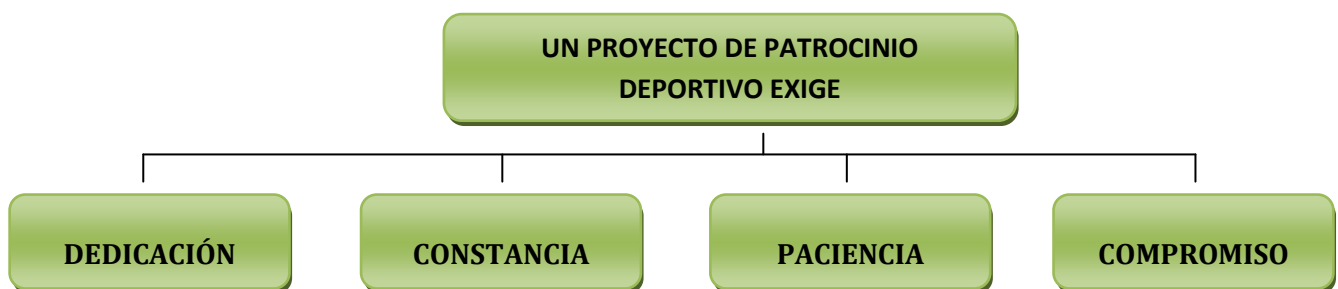 UN PROYECTO DE PATROCINIO
DEPORTIVO EXIGE
DEDICACIÓN
CONSTANCIA
PACIENCIA
COMPROMISO